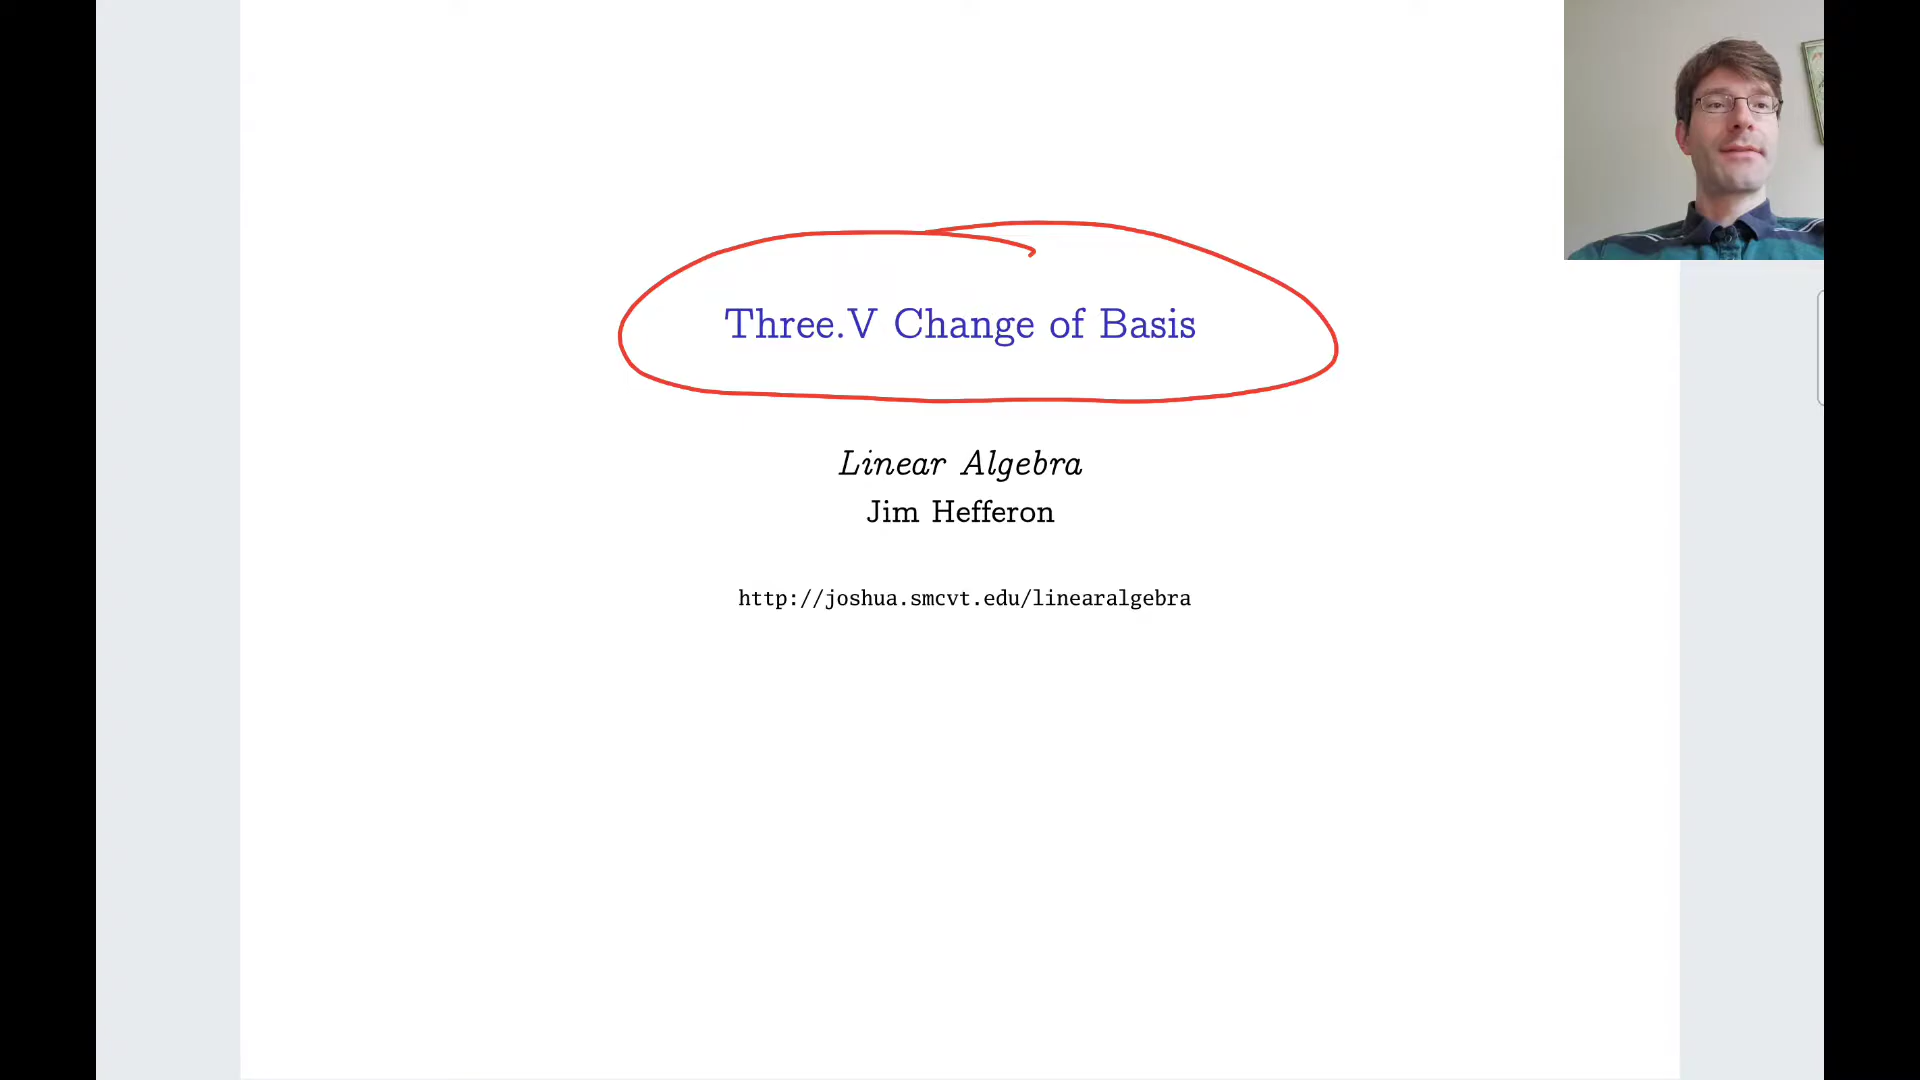 Three.V Change of Basis
Linear Algebra
Jim Hefferon
http://joshua.smcvt.edu/linearalgebra